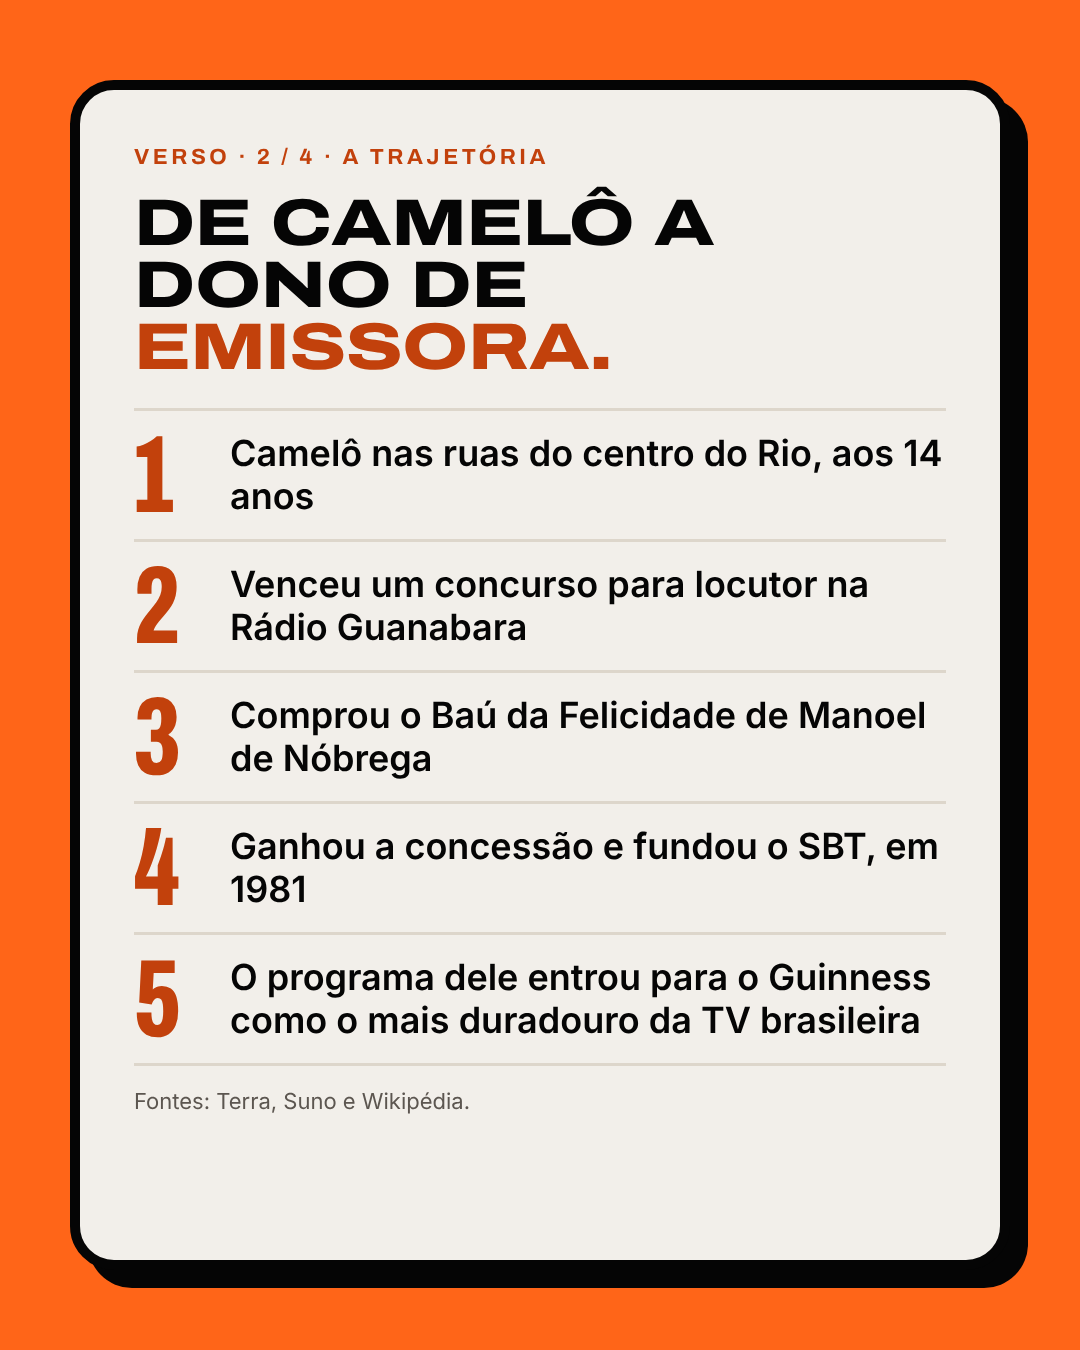 VERSO · 2 / 4 · A TRAJETÓRIA
DE CAMELÔ A
DONO DE
EMISSORA.
1
Camelô nas ruas do centro do Rio, aos 14
anos
2
Venceu um concurso para locutor na
Rádio Guanabara
3
Comprou o Baú da Felicidade de Manoel
de Nóbrega
4
Ganhou a concessão e fundou o SBT, em
1981
5
O programa dele entrou para o Guinness
como o mais duradouro da TV brasileira
Fontes: Terra, Suno e Wikipédia.